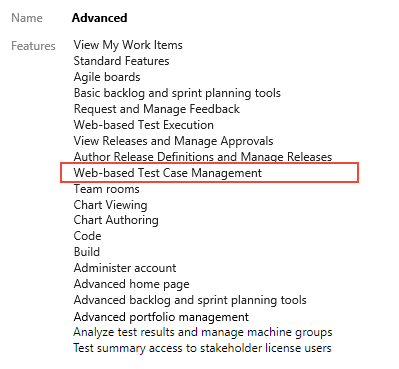 Name Advanced
Features View My Work Items
Standard Features
Agile boards
Basic backlog and sprint planning tools
Request and Manage Feedback
Web-based Test Execution
View Releases and Manage Approvals
Author Release Definitions and Manage Releases
Web-based Test Case Management
Team rooms
Chart Viewing
Chart Authoring
Code
Build
Administer account
Advanced home page
Advanced backlog and sprint planning tools
Advanced portfolio management
Analyze test results and manage machine groups
Test summary access to stakeholder license users